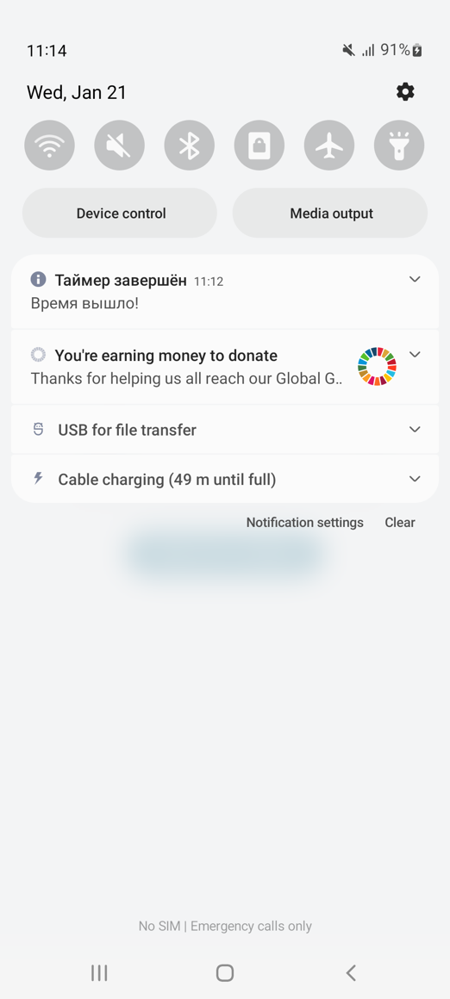 11:14
91%
Wed, Jan 21
Device control
Media output
Таймер завершён 11:12
Время вышло!
You're earning money to donate
Thanks for helping us all reach our Global G..
USB for file transfer
Cable charging (49 m until full)
Notification settings
Clear
No SIM | Emergency calls only